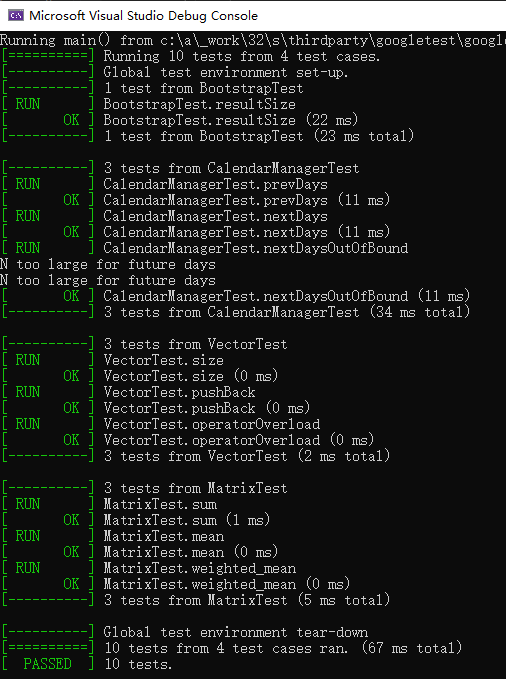 Microsoft Visual Studio Debug Console
Running main() from c:\a\_work\32\s\thirdparty\googletest\googl
[==========] Running 10 tests from 4 test cases.
[----------] Global test environment set-up.
[----------] 1 test from BootstrapTest
[ RUN      ] BootstrapTest.resultSize
[       OK ] BootstrapTest.resultSize (22 ms)
[----------] 1 test from BootstrapTest (23 ms total)
[----------] 3 tests from CalendarManagerTest
[ RUN      ] CalendarManagerTest.prevDays
[       OK ] CalendarManagerTest.prevDays (11 ms)
[ RUN      ] CalendarManagerTest.nextDays
[       OK ] CalendarManagerTest.nextDays (11 ms)
[ RUN      ] CalendarManagerTest.nextDaysOutOfBound
N too large for future days
N too large for future days
[       OK ] CalendarManagerTest.nextDaysOutOfBound (11 ms)
[----------] 3 tests from CalendarManagerTest (34 ms total)
[----------] 3 tests from VectorTest
[ RUN      ] VectorTest.size
[       OK ] VectorTest.size (0 ms)
[ RUN      ] VectorTest.pushBack
[       OK ] VectorTest.pushBack (0 ms)
[ RUN      ] VectorTest.operatorOverload
[       OK ] VectorTest.operatorOverload (0 ms)
[----------] 3 tests from VectorTest (2 ms total)
[----------] 3 tests from MatrixTest
[ RUN      ] MatrixTest.sum
[       OK ] MatrixTest.sum (1 ms)
[ RUN      ] MatrixTest.mean
[       OK ] MatrixTest.mean (0 ms)
[ RUN      ] MatrixTest.weighted_mean
[       OK ] MatrixTest.weighted_mean (0 ms)
[----------] 3 tests from MatrixTest (5 ms total)
[----------] Global test environment tear-down
[==========] 10 tests from 4 test cases ran. (67 ms total)
[  PASSED  ] 10 tests.